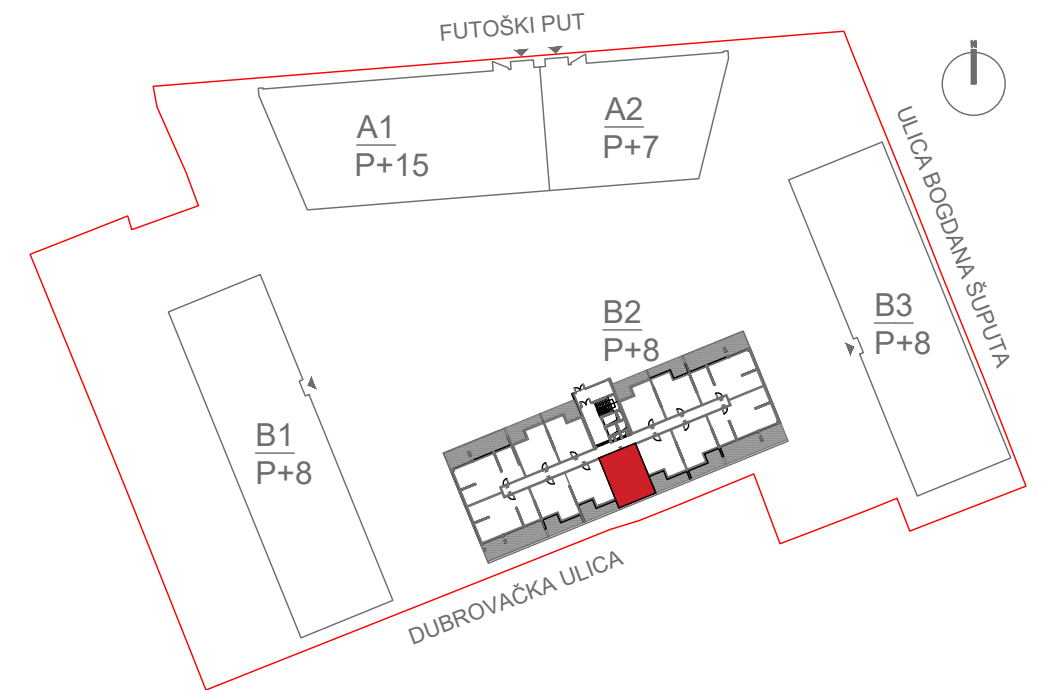 FUTOŠKI PUT
N
A1
P+15
A2
P+7
ULICA BOGDANA ŠUPUTA
B2
P+8
B3
P+8
B1
P+8
DUBROVAČKA ULICA